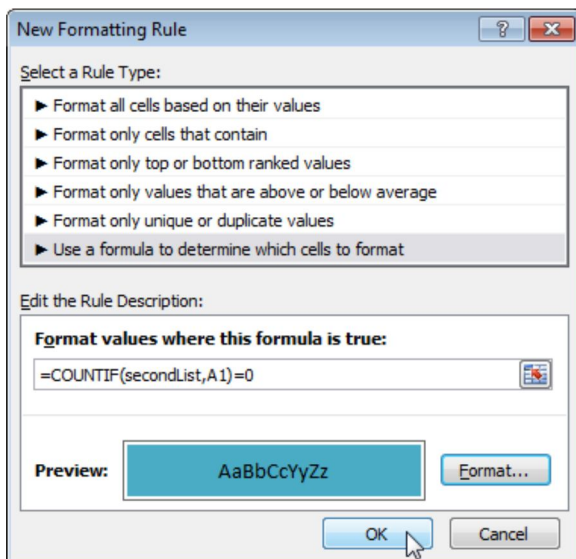 New Formatting Rule
Select a Rule Type:
► Format all cells based on their values
► Format only cells that contain
► Format only top or bottom ranked values
► Format only values that are above or below average
► Format only unique or duplicate values
► Use a formula to determine which cells to format
Edit the Rule Description:
Format values where this formula is true:
=COUNTIF(secondList,A1)=0
Preview:
AaBbCcYyZz
Format...
OK
Cancel